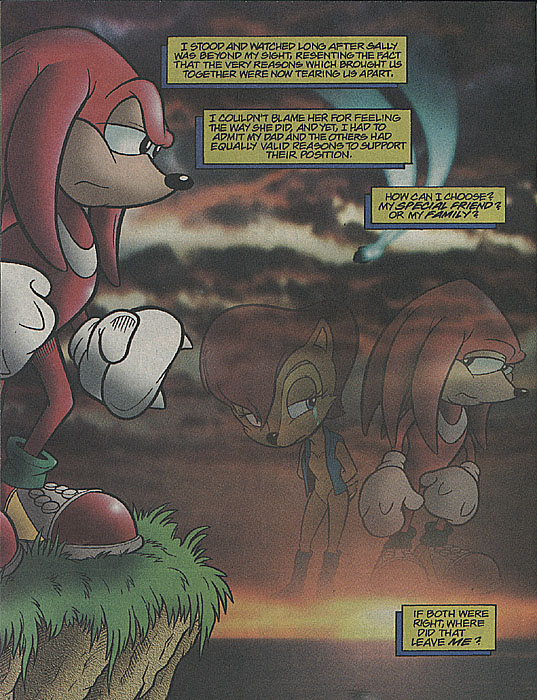 I STOOD AND WATCHED LONG AFTER SALLY
WAS BEYOND MY SIGHT, RESENTING THE FACT
THAT THE VERY REASONS WHICH BROUGHT US
TOGETHER WERE NOW TEARING US APART.
I COULDN'T BLAME HER FOR FEELING
THE WAY SHE DID, AND YET, I HAD TO
ADMIT MY DAD AND THE OTHERS HAD
EQUALLY VALID REASONS TO SUPPORT
THEIR POSITION.
HOW CAN I CHOOSE?
MY SPECIAL FRIEND?
OR MY FAMILY?
IF BOTH WERE
RIGHT, WHERE
DID THAT
LEAVE ME?